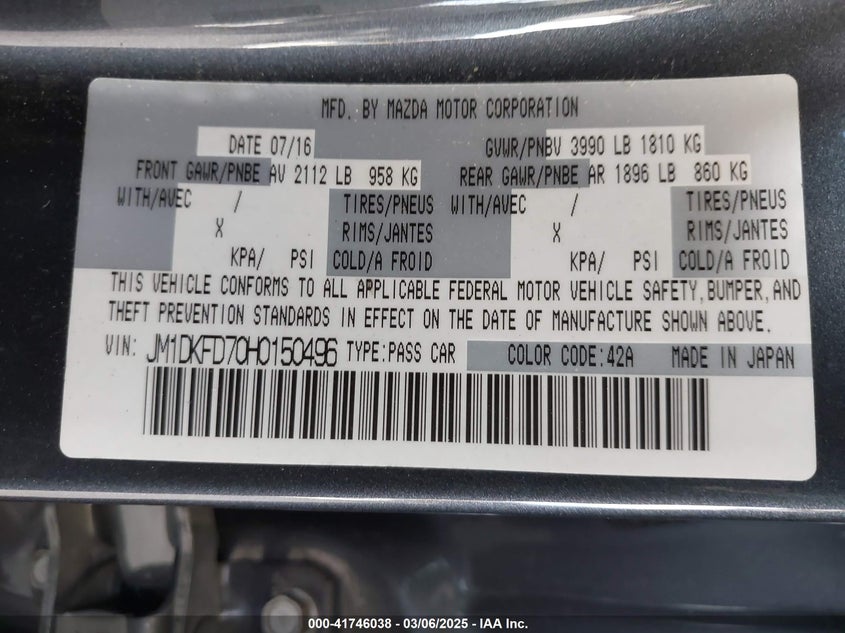 MFD. BY MAZDA MOTOR CORPORATION
DATE 07/16 GVWR/PNBV 3990 LB 1810 KG
FRONT GAWR/PNBE AV 2112 LB 958 KG REAR GAWR/PNBE AR 1896 LB 860 KG
WITH/AVEC / TIRES/PNEUS WITH/AVEC / TIRES/PNEUS
X RIMS/JANTES X RIMS/JANTES
KPA/ PSI COLD/A FROID KPA/ PSI COLD/A FROID
THIS VEHICLE CONFORMS TO ALL APPLICABLE FEDERAL MOTOR VEHICLE SAFETY, BUMPER, AND
THEFT PREVENTION STANDARDS IN EFFECT ON THE DATE OF MANUFACTURE SHOWN ABOVE.
VIN: JM1DKFD70H0150496 TYPE:PASS CAR COLOR CODE:42A MADE IN JAPAN
000-41746038 - 03/06/2025 - IAA Inc.